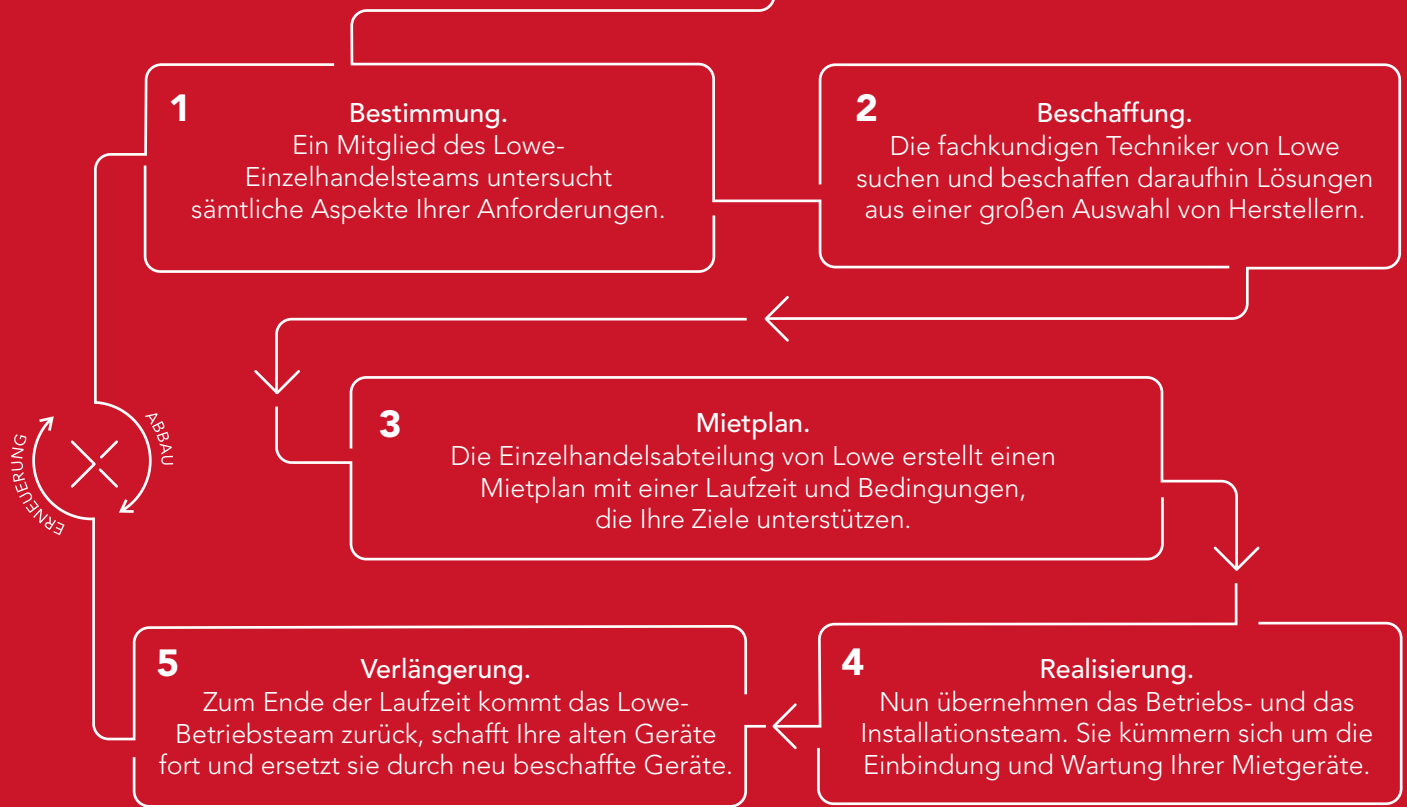 1
Bestimmung.
Ein Mitglied des Lowe-
Einzelhandelsteams untersucht
sämtliche Aspekte Ihrer Anforderungen.
2
Beschaffung.
Die fachkundigen Techniker von Lowe
suchen und beschaffen daraufhin Lösungen
aus einer großen Auswahl von Herstellern.
3
Mietplan.
Die Einzelhandelsabteilung von Lowe erstellt einen
Mietplan mit einer Laufzeit und Bedingungen,
die Ihre Ziele unterstützen.
4
Realisierung.
Nun übernehmen das Betriebs- und das
Installationsteam. Sie kümmern sich um die
Einbindung und Wartung Ihrer Mietgeräte.
5
Verlängerung.
Zum Ende der Laufzeit kommt das Lowe-
Betriebsteam zurück, schafft Ihre alten Geräte
fort und ersetzt sie durch neu beschaffte Geräte.
ERNEUERUNG
ABBAU